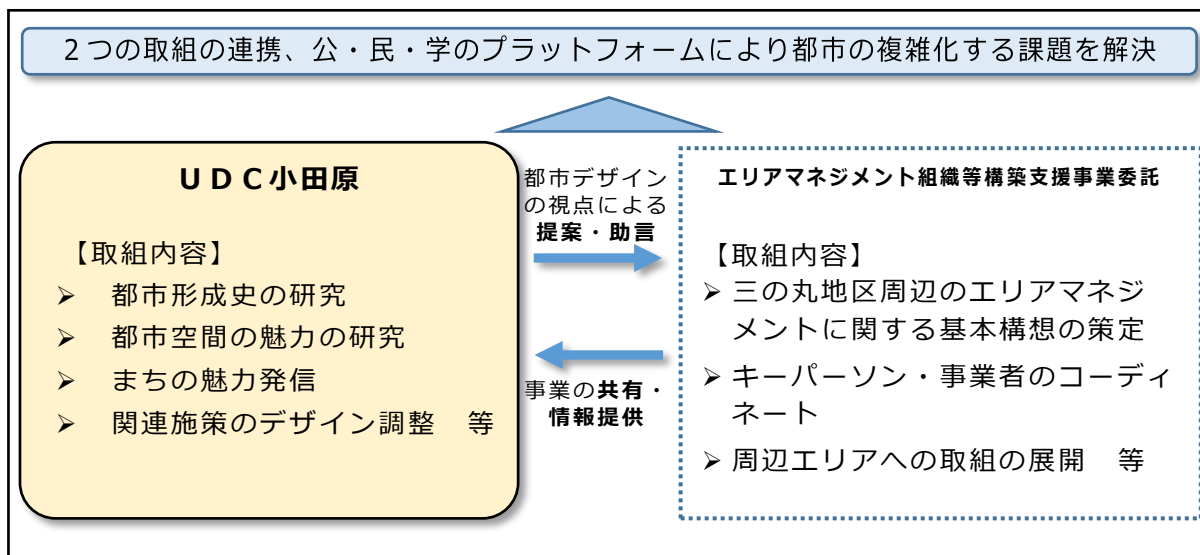 ２つの取組の連携、公・民・学のプラットフォームにより都市の複雑化する課題を解決
ＵＤＣ小田原
【取組内容】
➢ 都市形成史の研究
➢ 都市空間の魅力の研究
➢ まちの魅力発信
➢ 関連施策のデザイン調整　等
都市デザイン
の視点による
提案・助言
事業の共有・
情報提供
エリアマネジメント組織等構築支援事業委託
【取組内容】
➢ 三の丸地区周辺のエリアマネジ
メントに関する基本構想の策定
➢ キーパーソン・事業者のコーディ
ネート
➢ 周辺エリアへの取組の展開　等